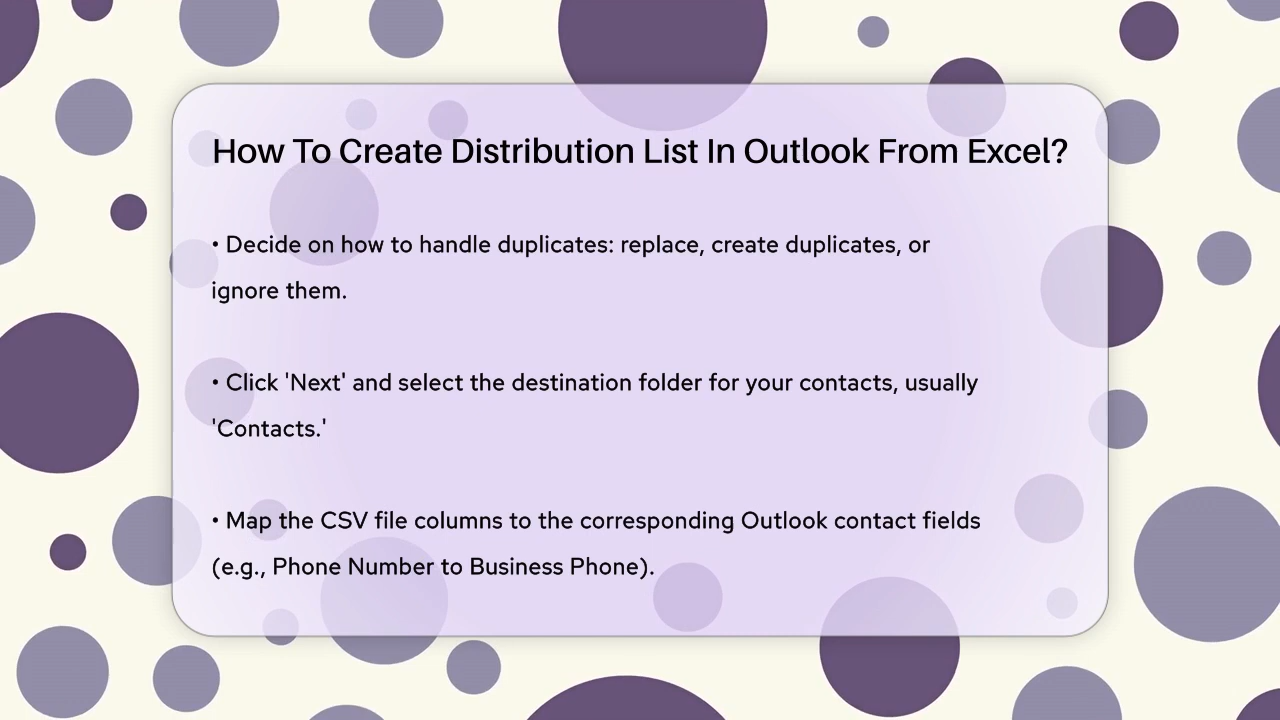 How To Create Distribution List In Outlook From Excel?
• Decide on how to handle duplicates: replace, create duplicates, or
ignore them.
• Click 'Next' and select the destination folder for your contacts, usually
'Contacts.'
• Map the CSV file columns to the corresponding Outlook contact fields
(e.g., Phone Number to Business Phone).